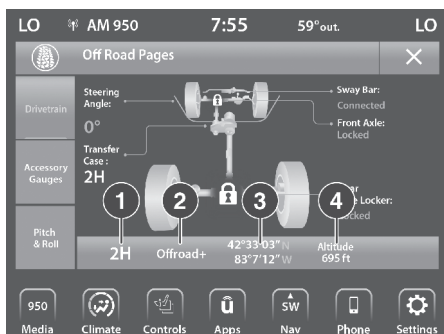 LO AM 950 7:55 59°out. LO
Off Road Pages
Drivetrain
Accessory
Gauges
Pitch
& Roll
Steering
Angle:
0°
Transfer
Case :
2H
Sway Bar:
Connected
Front Axle:
Locked
Locker:
1 2 3 4
2H Offroad+ 42°33'03" N
83°7'12" W
Altitude
695 ft
950 SW
Media Climate Controls Apps Nav Phone Settings